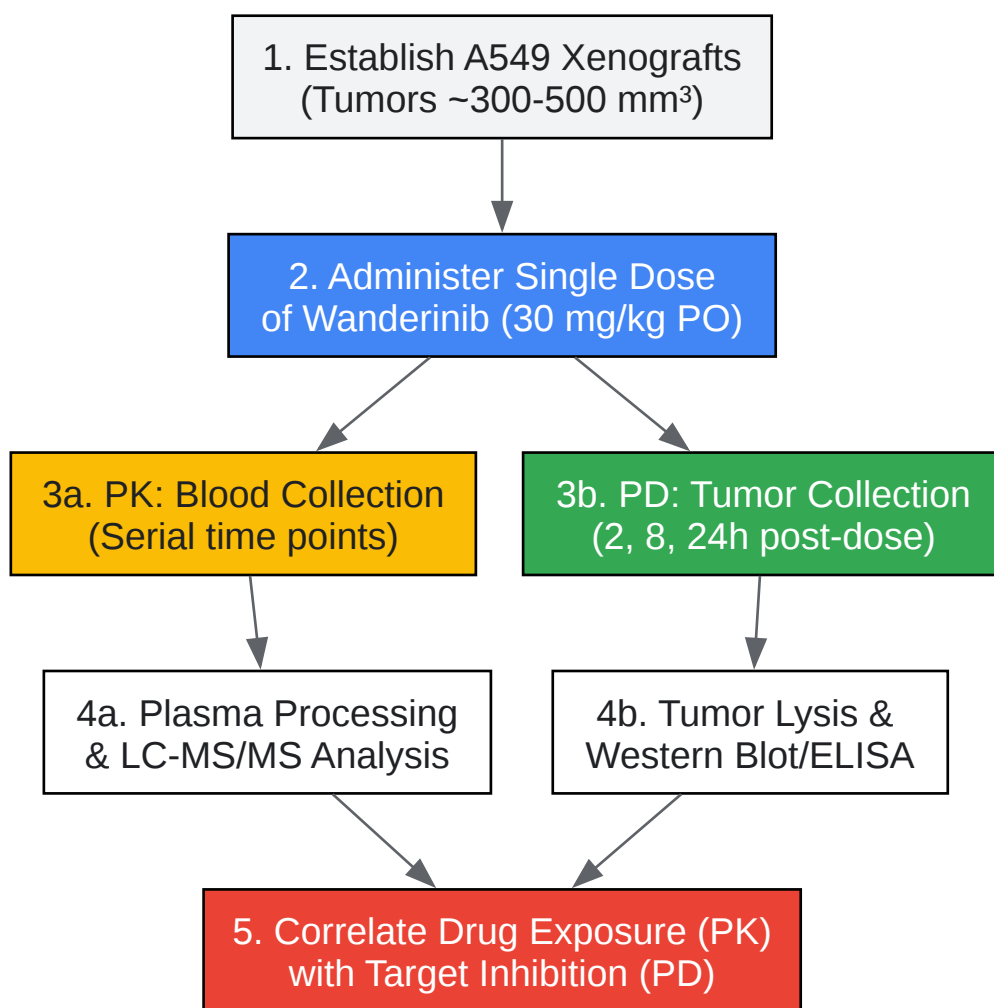 1. Establish A549 Xenografts
(Tumors ~300-500 mm³)
2. Administer Single Dose
of Wanderinib (30 mg/kg PO)
3a. PK: Blood Collection
(Serial time points)
3b. PD: Tumor Collection
(2, 8, 24h post-dose)
4a. Plasma Processing
& LC-MS/MS Analysis
4b. Tumor Lysis &
Western Blot/ELISA
5. Correlate Drug Exposure (PK)
with Target Inhibition (PD)